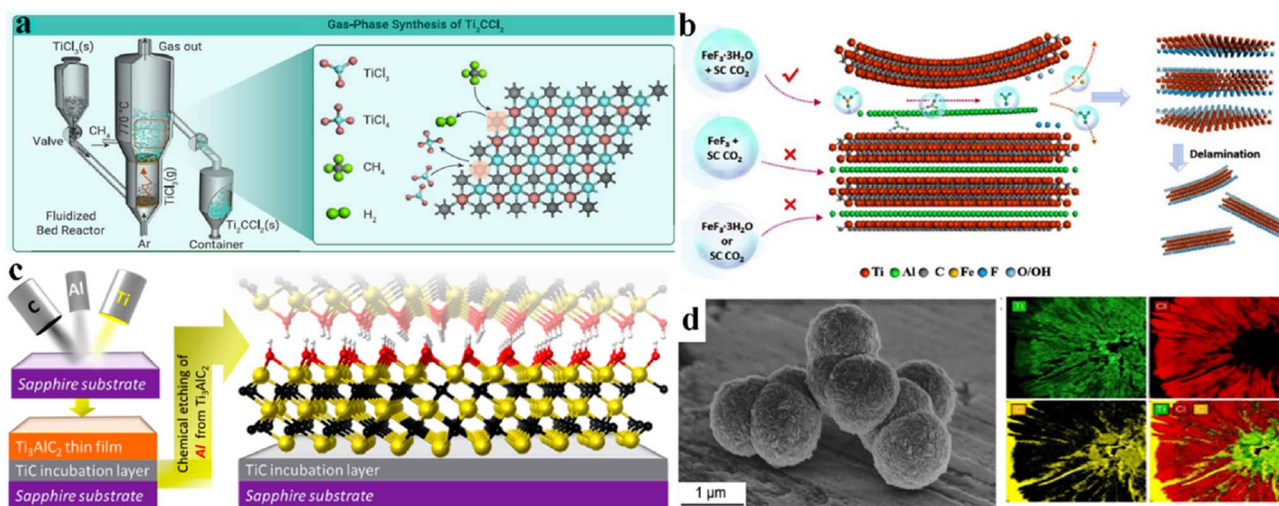 a
Gas-Phase Synthesis of Ti₂CCl₂
TiCl₃(s)
Gas out
Valve
CH₄
770 °C
TiCl₃(g)
Fluidized
Bed Reactor
Ar
Ti₂CCl₂(s)
Container
TiCl₃
TiCl₄
CH₄
H₂
b
FeF₃·3H₂O
+ SC CO₂
FeF₃ +
SC CO₂
FeF₃·3H₂O
or
SC CO₂
Delamination
Ti Al C Fe F O/OH
c
C
Al
Ti
Sapphire substrate
Ti₃AlC₂ thin film
TiC incubation layer
Sapphire substrate
Chemical etching of
Al from Ti₃AlC₂
TiC incubation layer
Sapphire substrate
d
1 µm
Ti
Cl
C
Ti Cl C